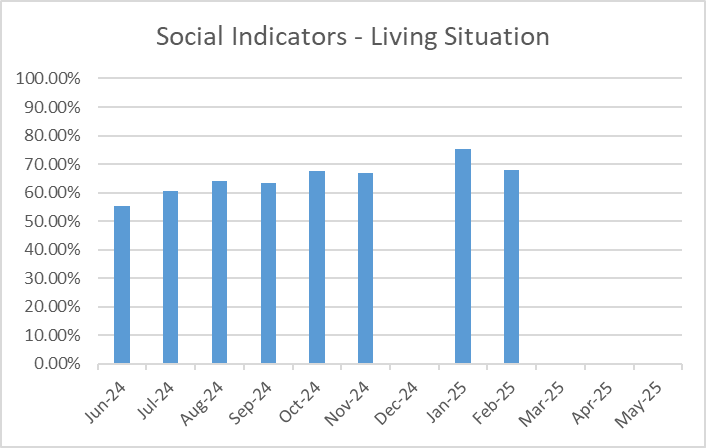 Social Indicators - Living Situation
100.00%
90.00%
80.00%
70.00%
60.00%
50.00%
40.00%
30.00%
20.00%
10.00%
0.00%
Jun-24
Jul-24
Aug-24
Sep-24
Oct-24
Nov-24
Dec-24
Jan-25
Feb-25
Mar-25
Apr-25
May-25